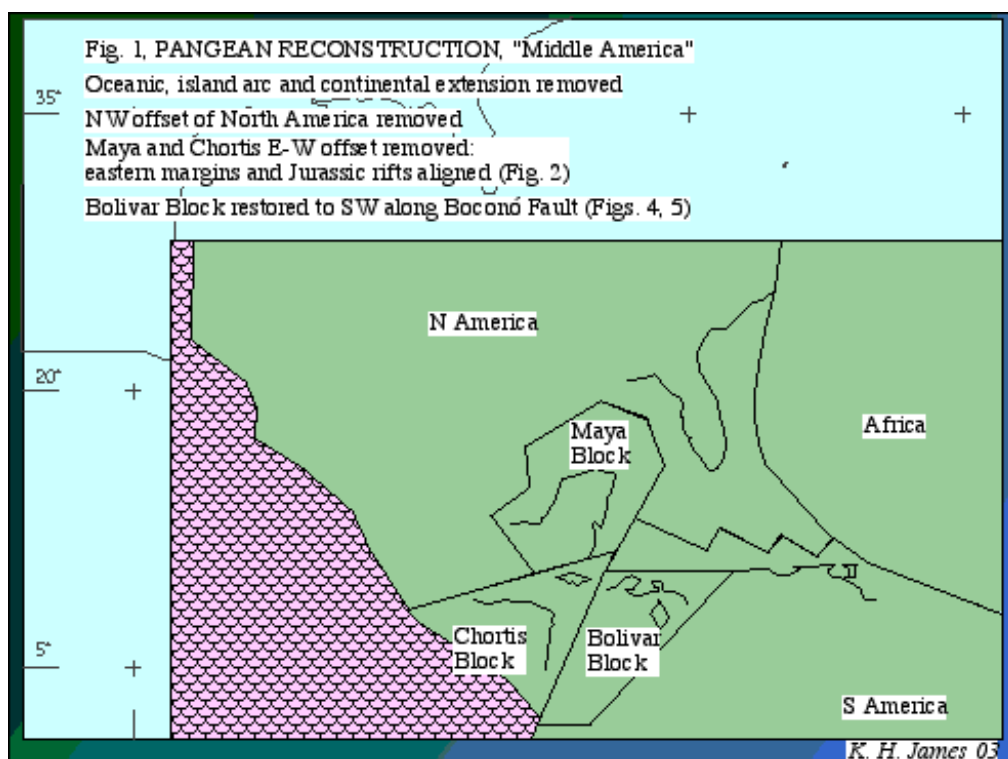 Fig. 1, PANGEAN RECONSTRUCTION, "Middle America"
Oceanic, island arc and continental extension removed
35°
NW offset of North America removed
Maya and Chortis E-W offset removed:
eastern margins and Jurassic rifts aligned (Fig. 2)
Bolivar Block restored to SW along Boconó Fault (Figs. 4, 5)
N America
20°
Maya
Block
Africa
5°
Chortis
Block
Bolivar
Block
S America
K. H. James 03